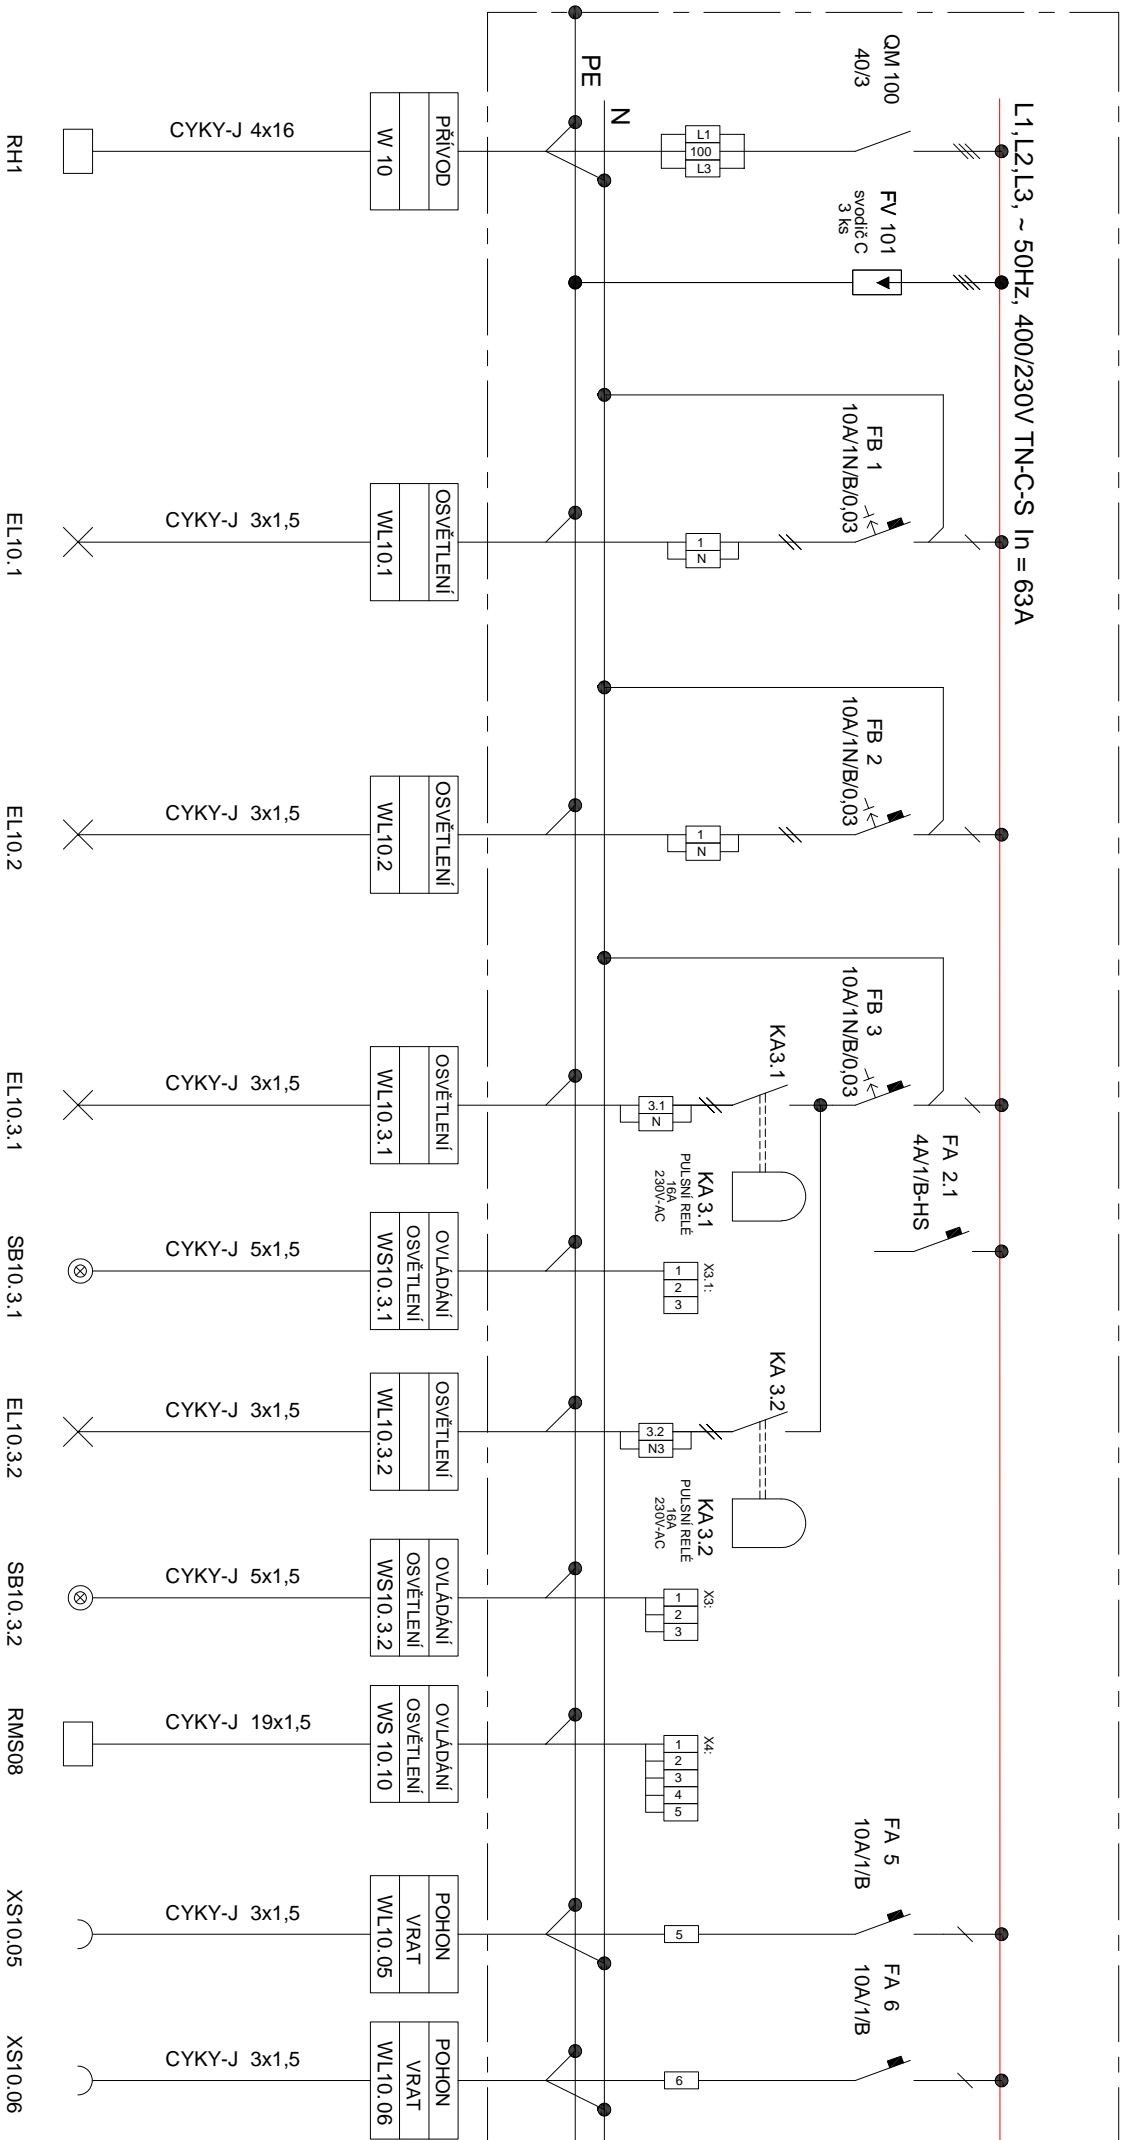 L1,L2,L3, ~ 50Hz, 400/230V TN-C-S In = 63A
QM 100
40/3
L1
100
L3
N
PE
PŘÍVOD
W 10
CYKY-J 4x16
RH1
FV 101
svodič C
3 ks
FB 1
10A/1N/B/0,03
1
N
OSVĚTLENÍ
WL10.1
CYKY-J 3x1,5
EL10.1
FB 2
10A/1N/B/0,03
1
N
OSVĚTLENÍ
WL10.2
CYKY-J 3x1,5
EL10.2
FB 3
10A/1N/B/0,03
KA3.1
3.1
N
OSVĚTLENÍ
WL10.3.1
CYKY-J 3x1,5
EL10.3.1
FA 2.1
4A/1/B-HS
KA 3.1
PULSNÍ RELÉ
16A
230V-AC
X3.1:
1
2
3
OVLÁDÁNÍ
OSVĚTLENÍ
WS10.3.1
CYKY-J 5x1,5
SB10.3.1
KA 3.2
3.2
N3
OSVĚTLENÍ
WL10.3.2
CYKY-J 3x1,5
EL10.3.2
KA 3.2
PULSNÍ RELÉ
16A
230V-AC
X3:
1
2
3
OVLÁDÁNÍ
OSVĚTLENÍ
WS10.3.2
CYKY-J 5x1,5
SB10.3.2
X4:
1
2
3
4
5
OVLÁDÁNÍ
OSVĚTLENÍ
WS 10.10
CYKY-J 19x1,5
RMS08
FA 5
10A/1/B
5
POHON
VRAT
WL10.05
CYKY-J 3x1,5
XS10.05
FA 6
10A/1/B
6
POHON
VRAT
WL10.06
CYKY-J 3x1,5
XS10.06